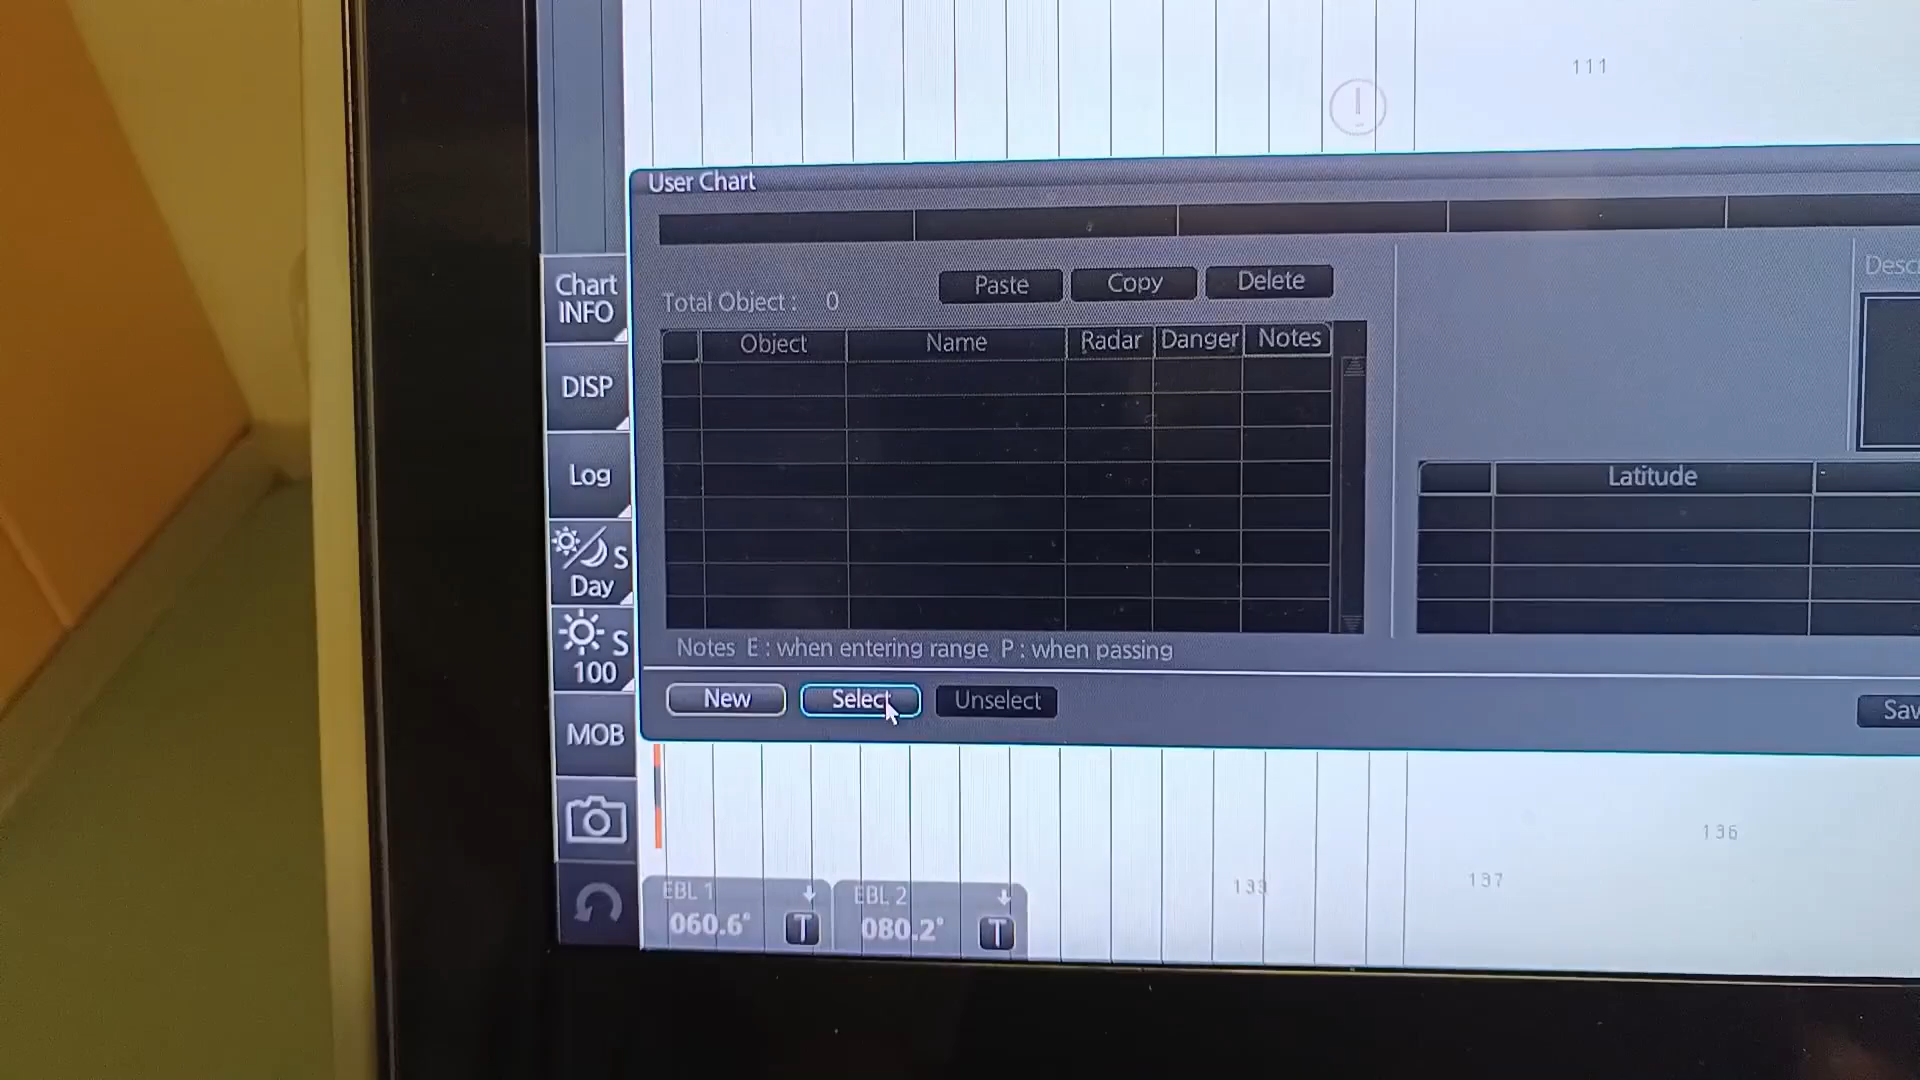 111
User Chart
Desc
Paste Copy Delete
Total Object : 0
Object Name Radar Danger Notes
Latitude
Notes E : when entering range P : when passing
New Select Unselect
Sav
Chart
INFO
DISP
Log
S
Day
S
100
MOB
136
137
133
EBL 1
060.6° T
EBL 2
080.2° T